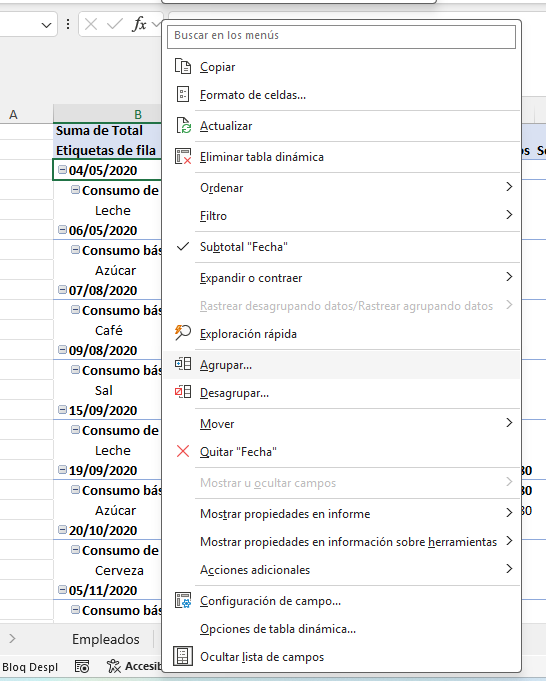 fx
Buscar en los menús
Copiar
Formato de celdas...
Actualizar
Eliminar tabla dinámica
Ordenar
Filtro
Subtotal "Fecha"
Expandir o contraer
Rastrear desagrupando datos/Rastrear agrupando datos
Exploración rápida
Agrupar...
Desagrupar...
Mover
Quitar "Fecha"
Mostrar u ocultar campos
Mostrar propiedades en informe
Mostrar propiedades en información sobre herramientas
Acciones adicionales
Configuración de campo...
Opciones de tabla dinámica...
Ocultar lista de campos
A B
Suma de Total
Etiquetas de fila
04/05/2020
Consumo de
Leche
06/05/2020
Consumo bás
Azúcar
07/08/2020
Consumo bás
Café
09/08/2020
Consumo bás
Sal
15/09/2020
Consumo de
Leche
19/09/2020
Consumo bás
Azúcar
20/10/2020
Consumo de
Cerveza
05/11/2020
Consumo bás
Empleados
Bloq Despl
Accesib